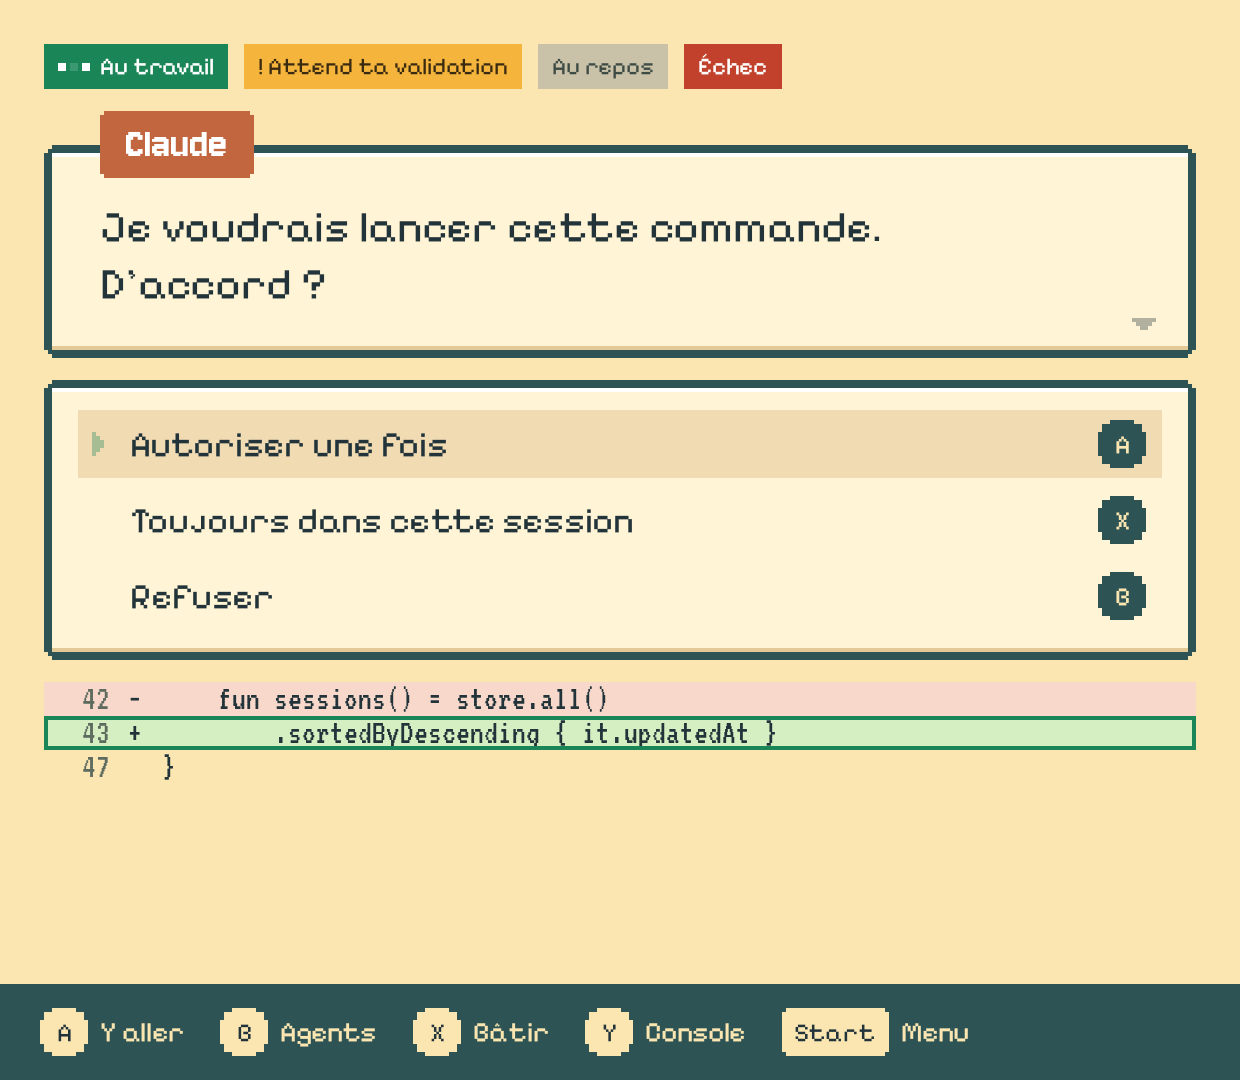 Au travail
! Attend ta validation
Au repos
Échec
Claude
Je voudrais lancer cette commande.
D'accord ?
Autoriser une fois A
Toujours dans cette session X
Refuser B
42 - fun sessions() = store.all()
43 + .sortedByDescending { it.updatedAt }
47 }
A Y aller B Agents X Bâtir Y Console Start Menu